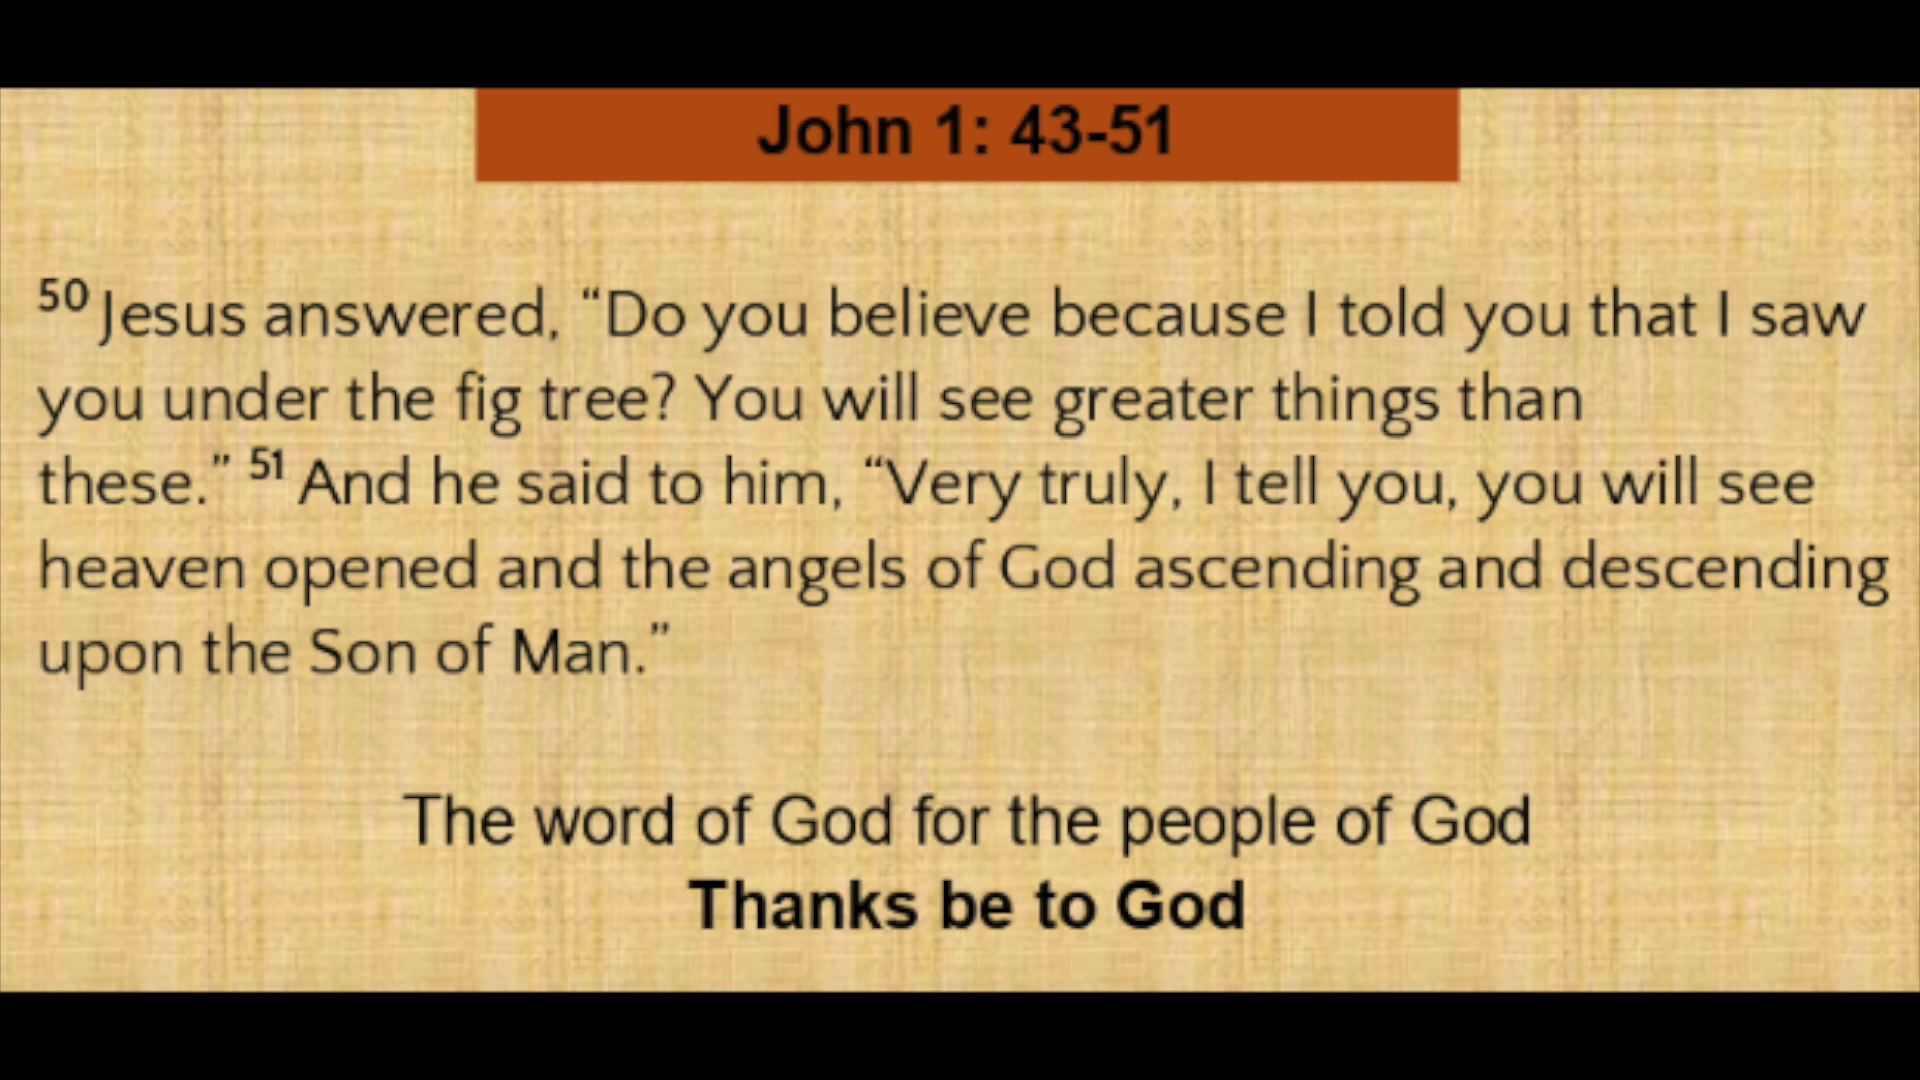 John 1: 43-51
50 Jesus answered, “Do you believe because I told you that I saw
you under the fig tree? You will see greater things than
these.” 51 And he said to him, “Very truly, I tell you, you will see
heaven opened and the angels of God ascending and descending
upon the Son of Man.”
The word of God for the people of God
Thanks be to God